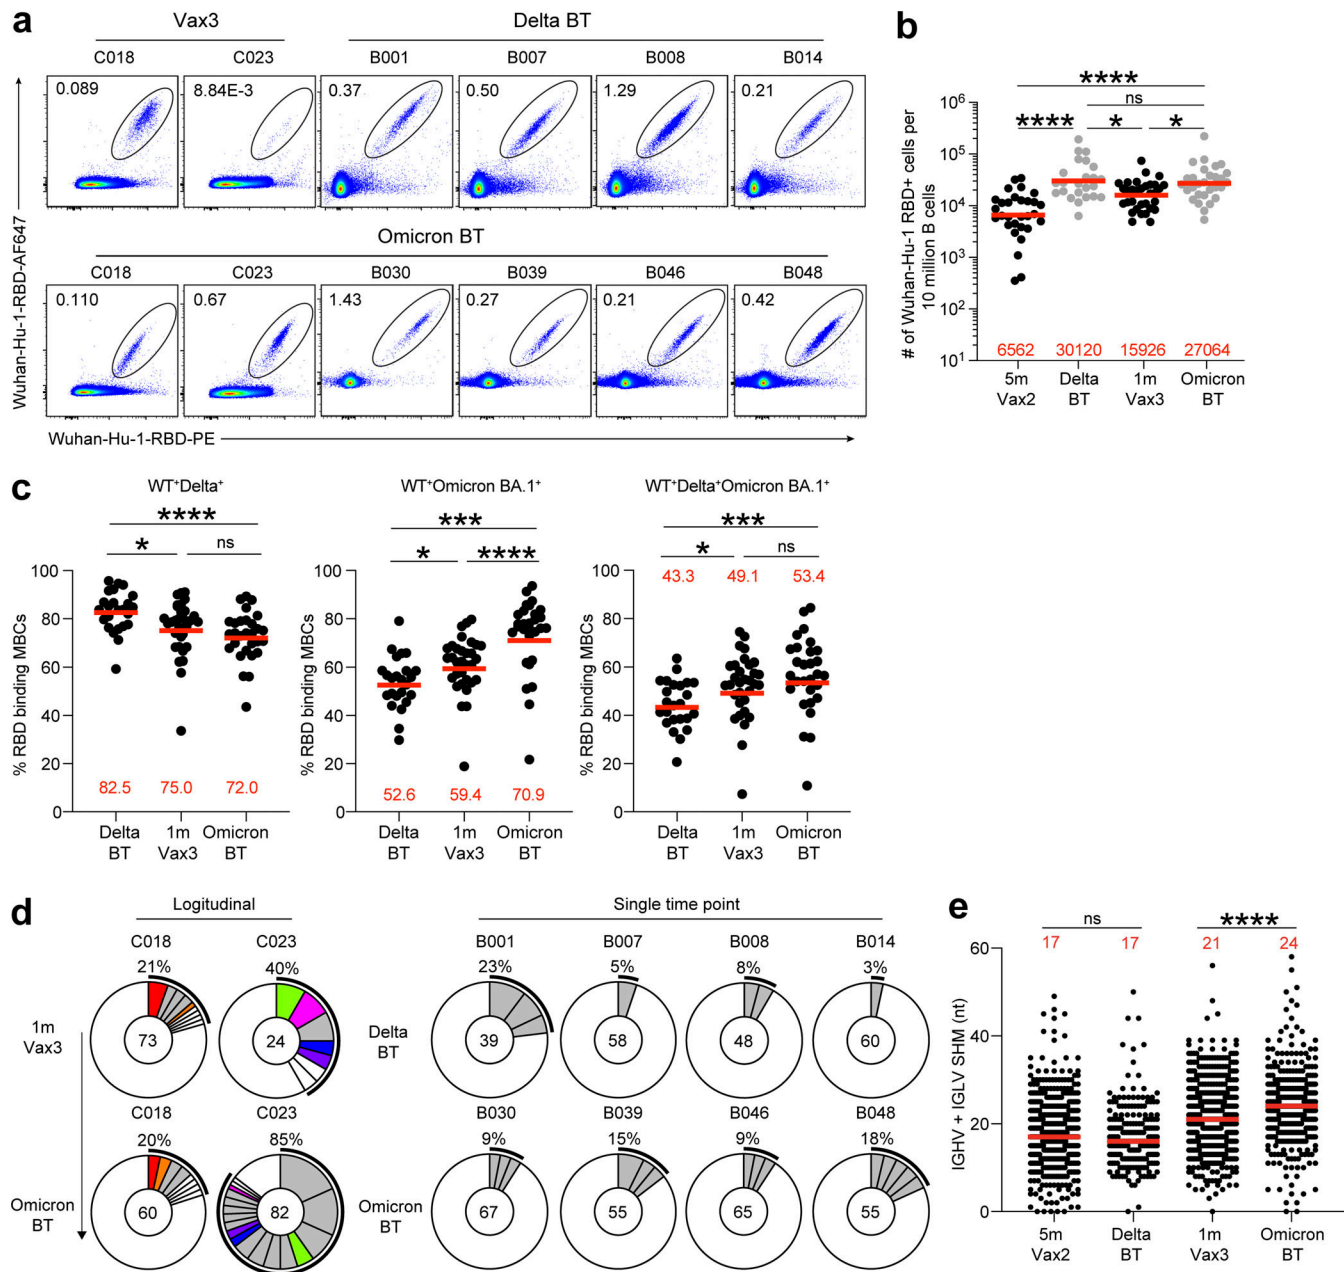 a
Vax3
Delta BT
C018 C023 B001 B007 B008 B014
0.089 8.84E-3 0.37 0.50 1.29 0.21
Omicron BT
C018 C023 B030 B039 B046 B048
0.110 0.67 1.43 0.27 0.21 0.42
Wuhan-Hu-1-RBD-AF647
Wuhan-Hu-1-RBD-PE
b
****
ns
**** * *
# of Wuhan-Hu-1 RBD+ cells per
10 million B cells
10⁶
10⁵
10⁴
10³
10²
10¹
6562 30120 15926 27064
5m Delta 1m Omicron
Vax2 BT Vax3 BT
c
WT⁺Delta⁺
****
* ns
% RBD binding MBCs
100
80
60
40
20
0
82.5 75.0 72.0
Delta 1m Omicron
BT Vax3 BT
WT⁺Omicron BA.1⁺
***
* ****
% RBD binding MBCs
100
80
60
40
20
0
52.6 59.4 70.9
Delta 1m Omicron
BT Vax3 BT
WT⁺Delta⁺Omicron BA.1⁺
***
* ns
43.3 49.1 53.4
% RBD binding MBCs
100
80
60
40
20
0
Delta 1m Omicron
BT Vax3 BT
d
Logitudinal
Single time point
C018 C023 B001 B007 B008 B014
21% 40% 23% 5% 8% 3%
1m
Vax3
73 24
Delta
BT
39 58 48 60
C018 C023 B030 B039 B046 B048
20% 85% 9% 15% 9% 18%
Omicron
BT
60 82
Omicron
BT
67 55 65 55
e
ns ****
17 17 21 24
IGHV + IGLV SHM (nt)
60
40
20
0
5m Delta 1m Omicron
Vax2 BT Vax3 BT